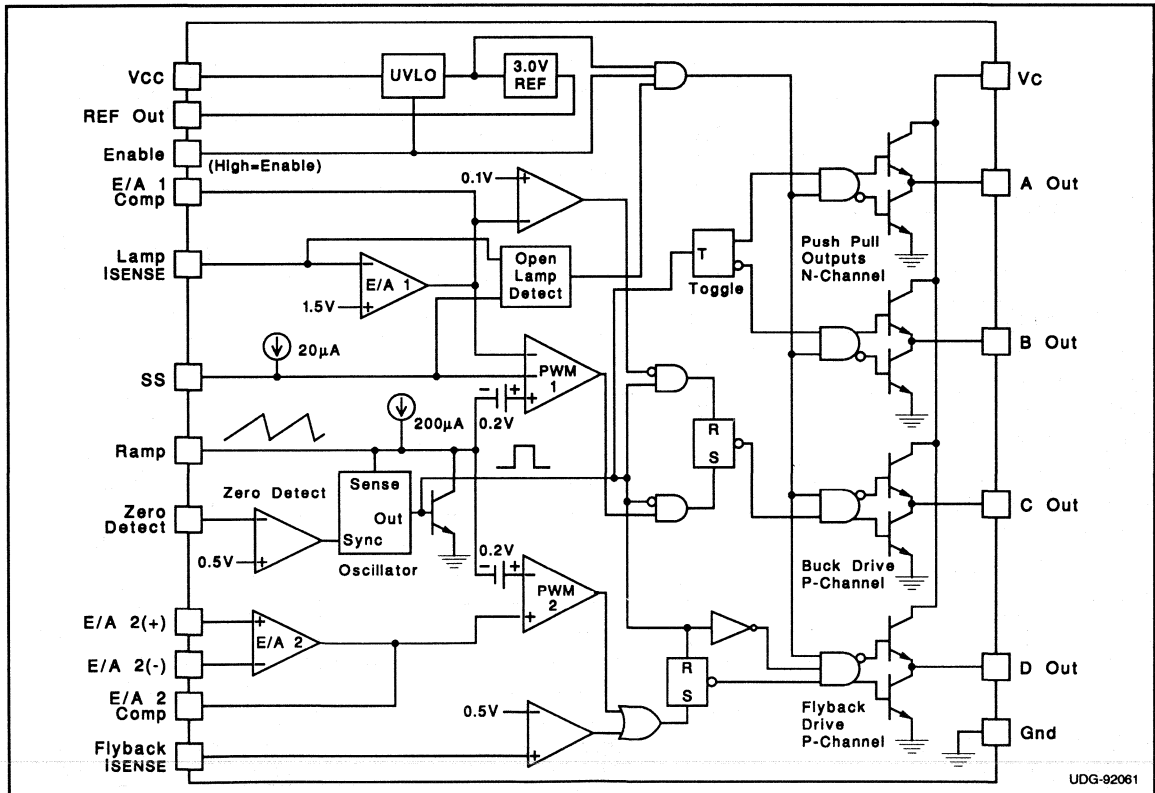 VCC
REF Out
Enable
(High=Enable)
E/A 1
Comp
Lamp
ISENSE
SS
Ramp
Zero
Detect
E/A 2(+)
E/A 2(-)
E/A 2
Comp
Flyback
ISENSE
UVLO
3.0V
REF
0.1V
E/A 1
1.5V
Open
Lamp
Detect
20µA
PWM
1
0.2V
200µA
Zero Detect
0.5V
Sense
Out
Sync
Oscillator
0.2V
PWM
2
E/A 2
0.5V
T
Toggle
R
S
R
S
Push Pull
Outputs
N-Channel
Buck Drive
P-Channel
Flyback
Drive
P-Channel
Vc
A Out
B Out
C Out
D Out
Gnd
UDG-92061